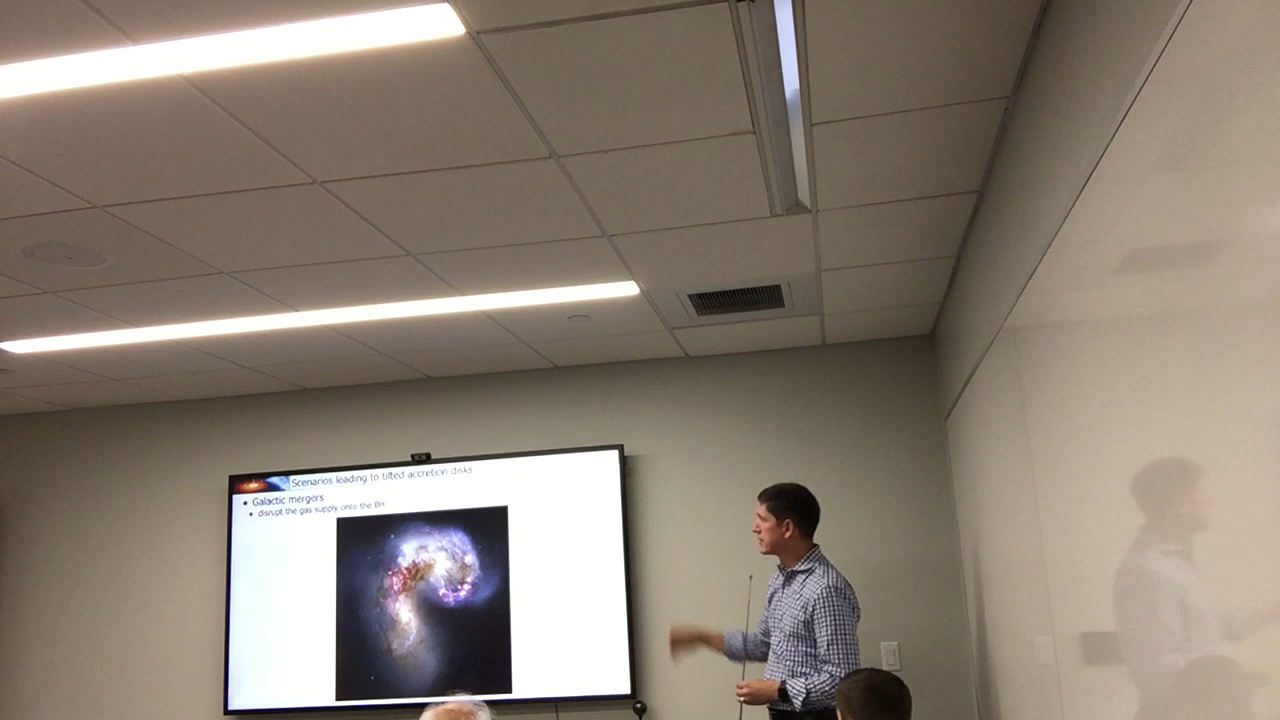 Scenarios leading to tilted accretion disks
• Galactic mergers
• disrupt the gas supply onto the BH